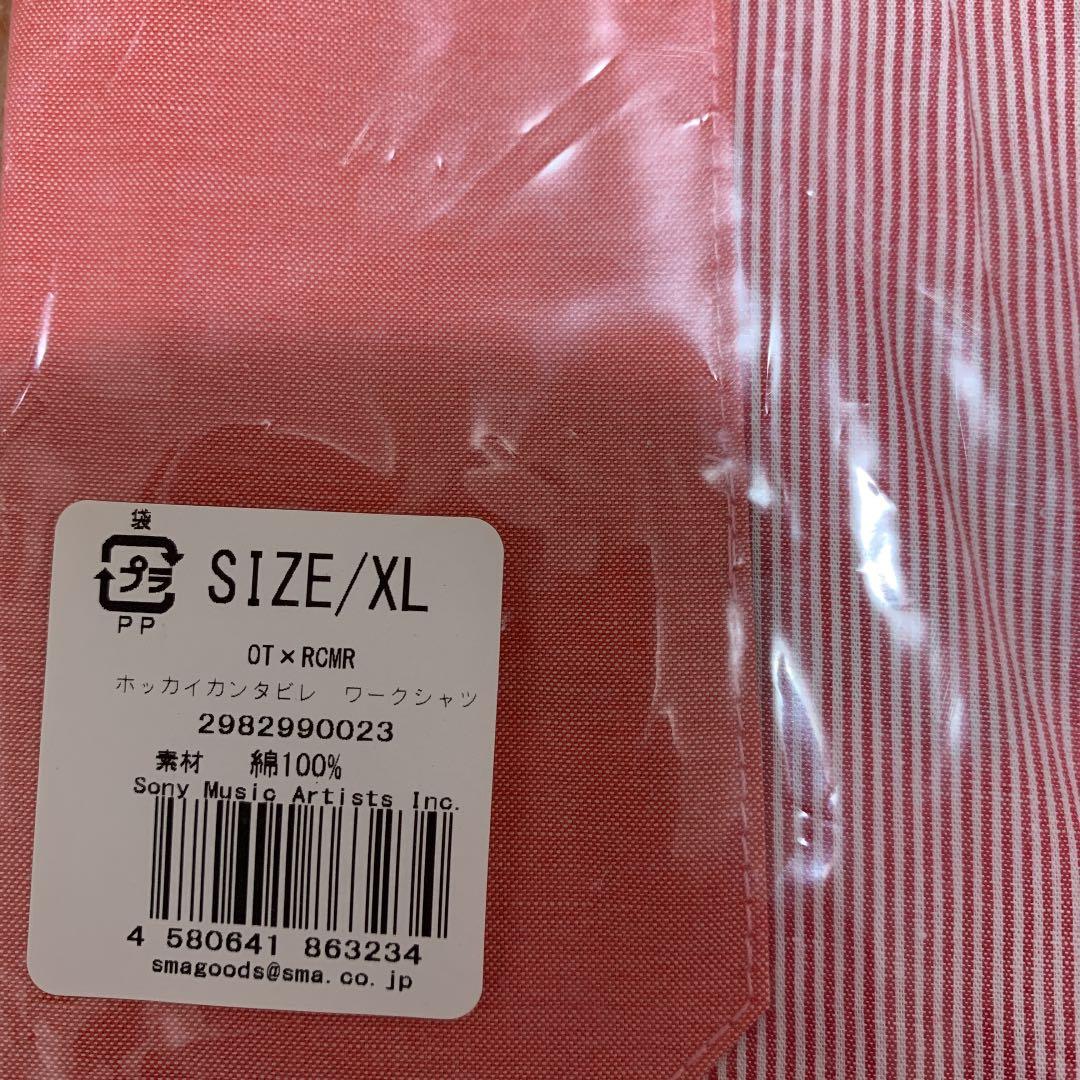 袋
プラ
PP
SIZE/XL
OT×RCMR
ホッカイカンタビレ　ワークシャツ
2982990023
素材　綿100%
Sony Music Artists Inc.
4 580641 863234
smagoods@sma.co.jp